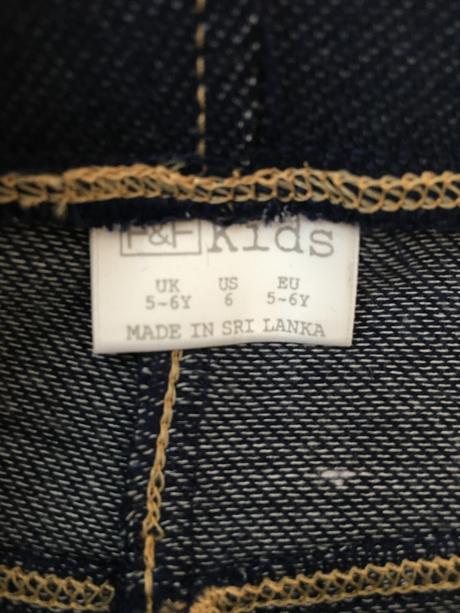 F&F Kids
UK US EU
5-6Y 6 5-6Y
MADE IN SRI LANKA